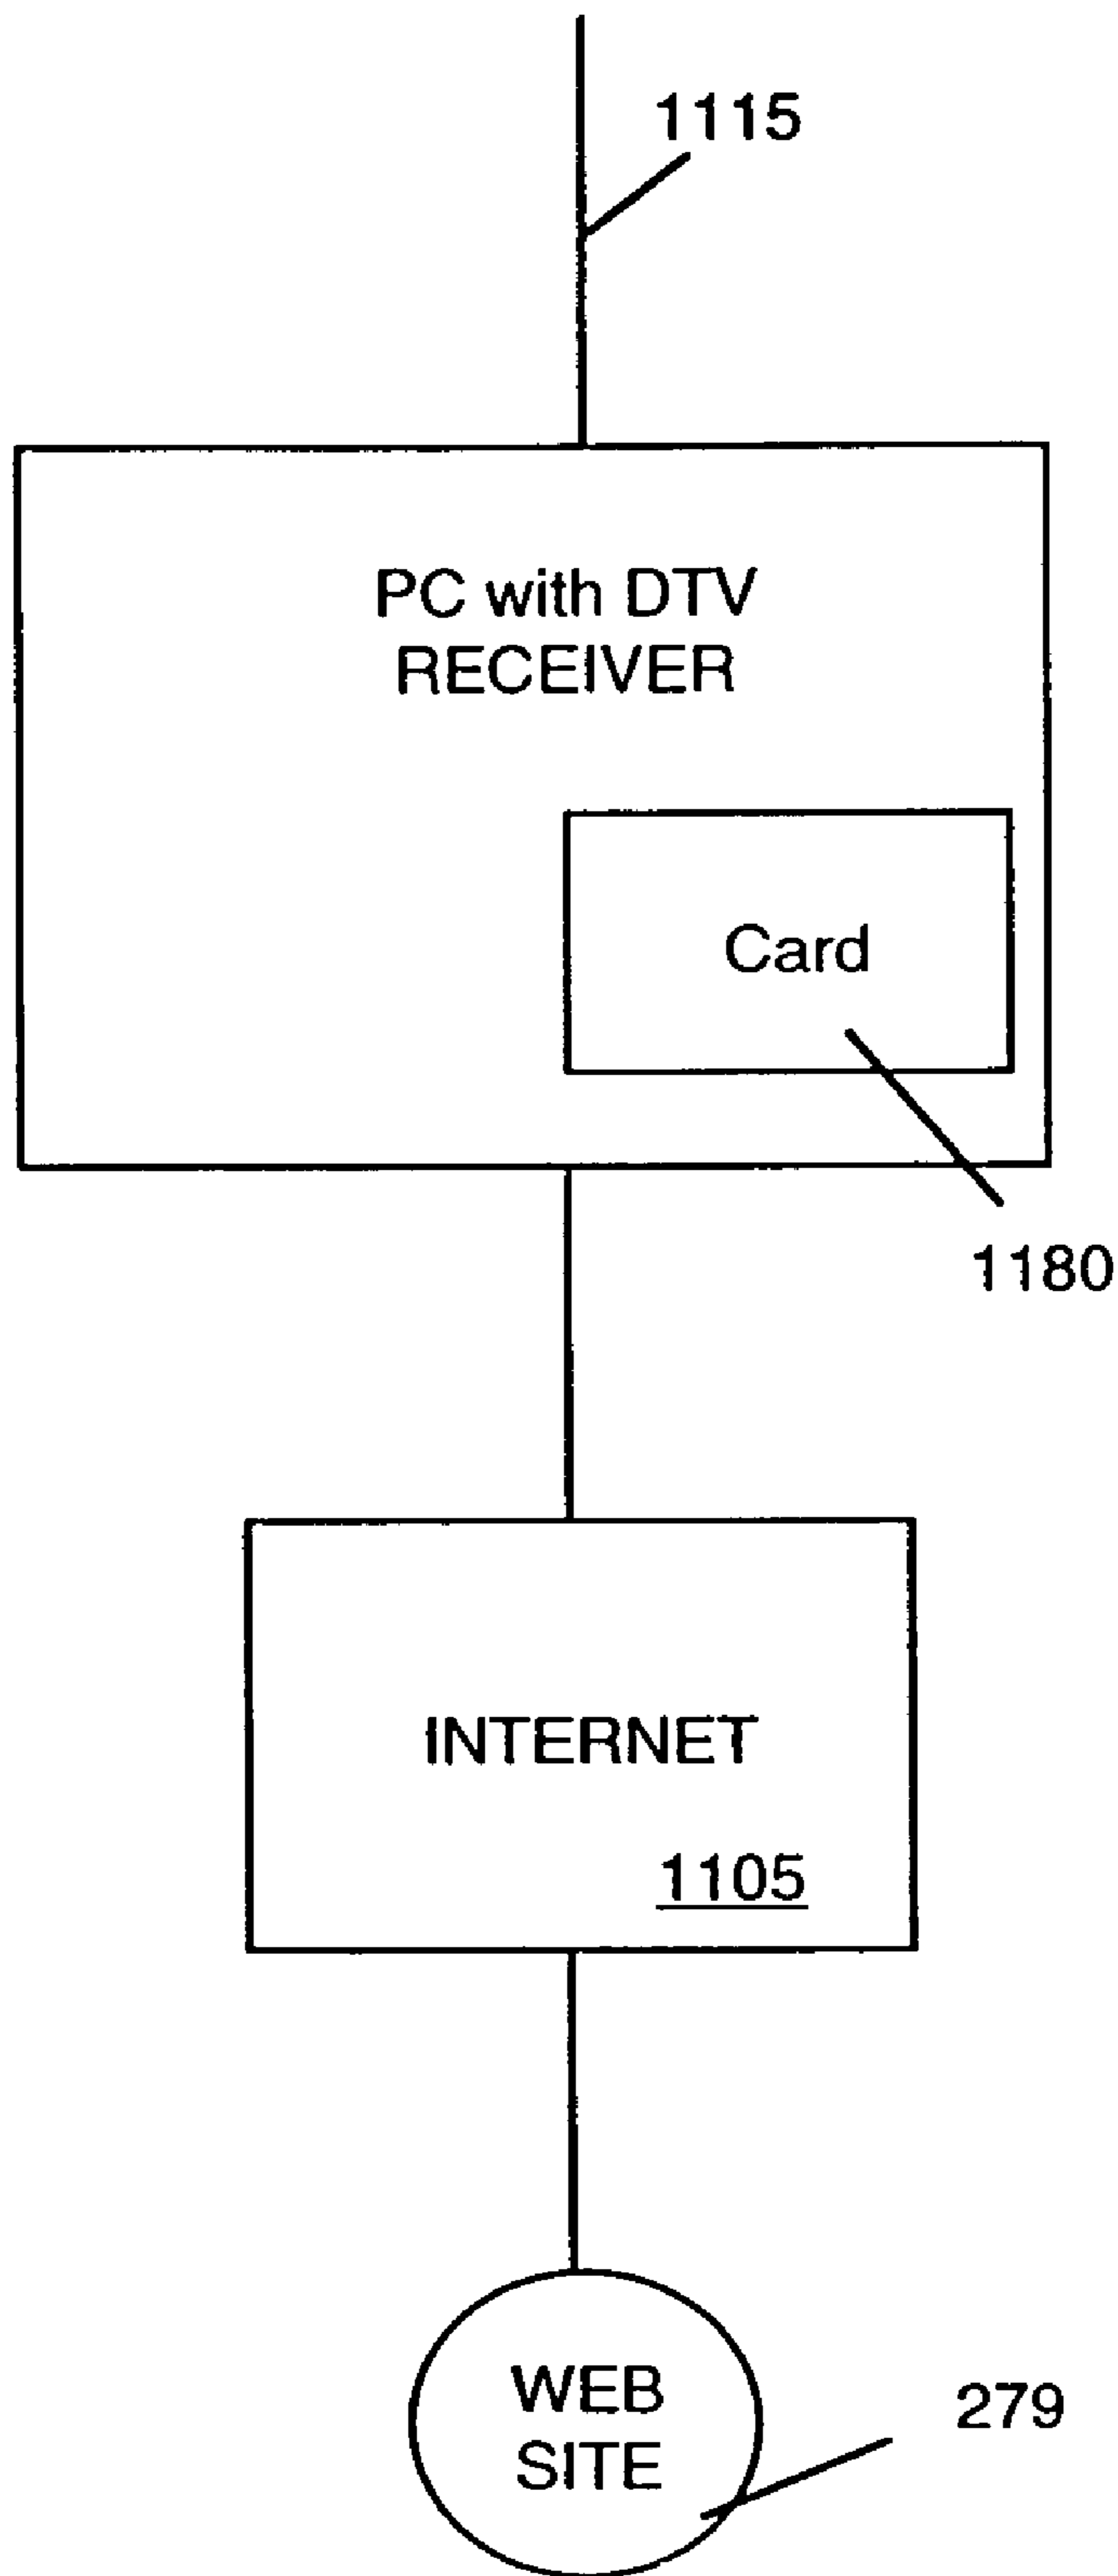 1115
PC with DTV
RECEIVER
Card
1180
INTERNET
1105
WEB
SITE
279